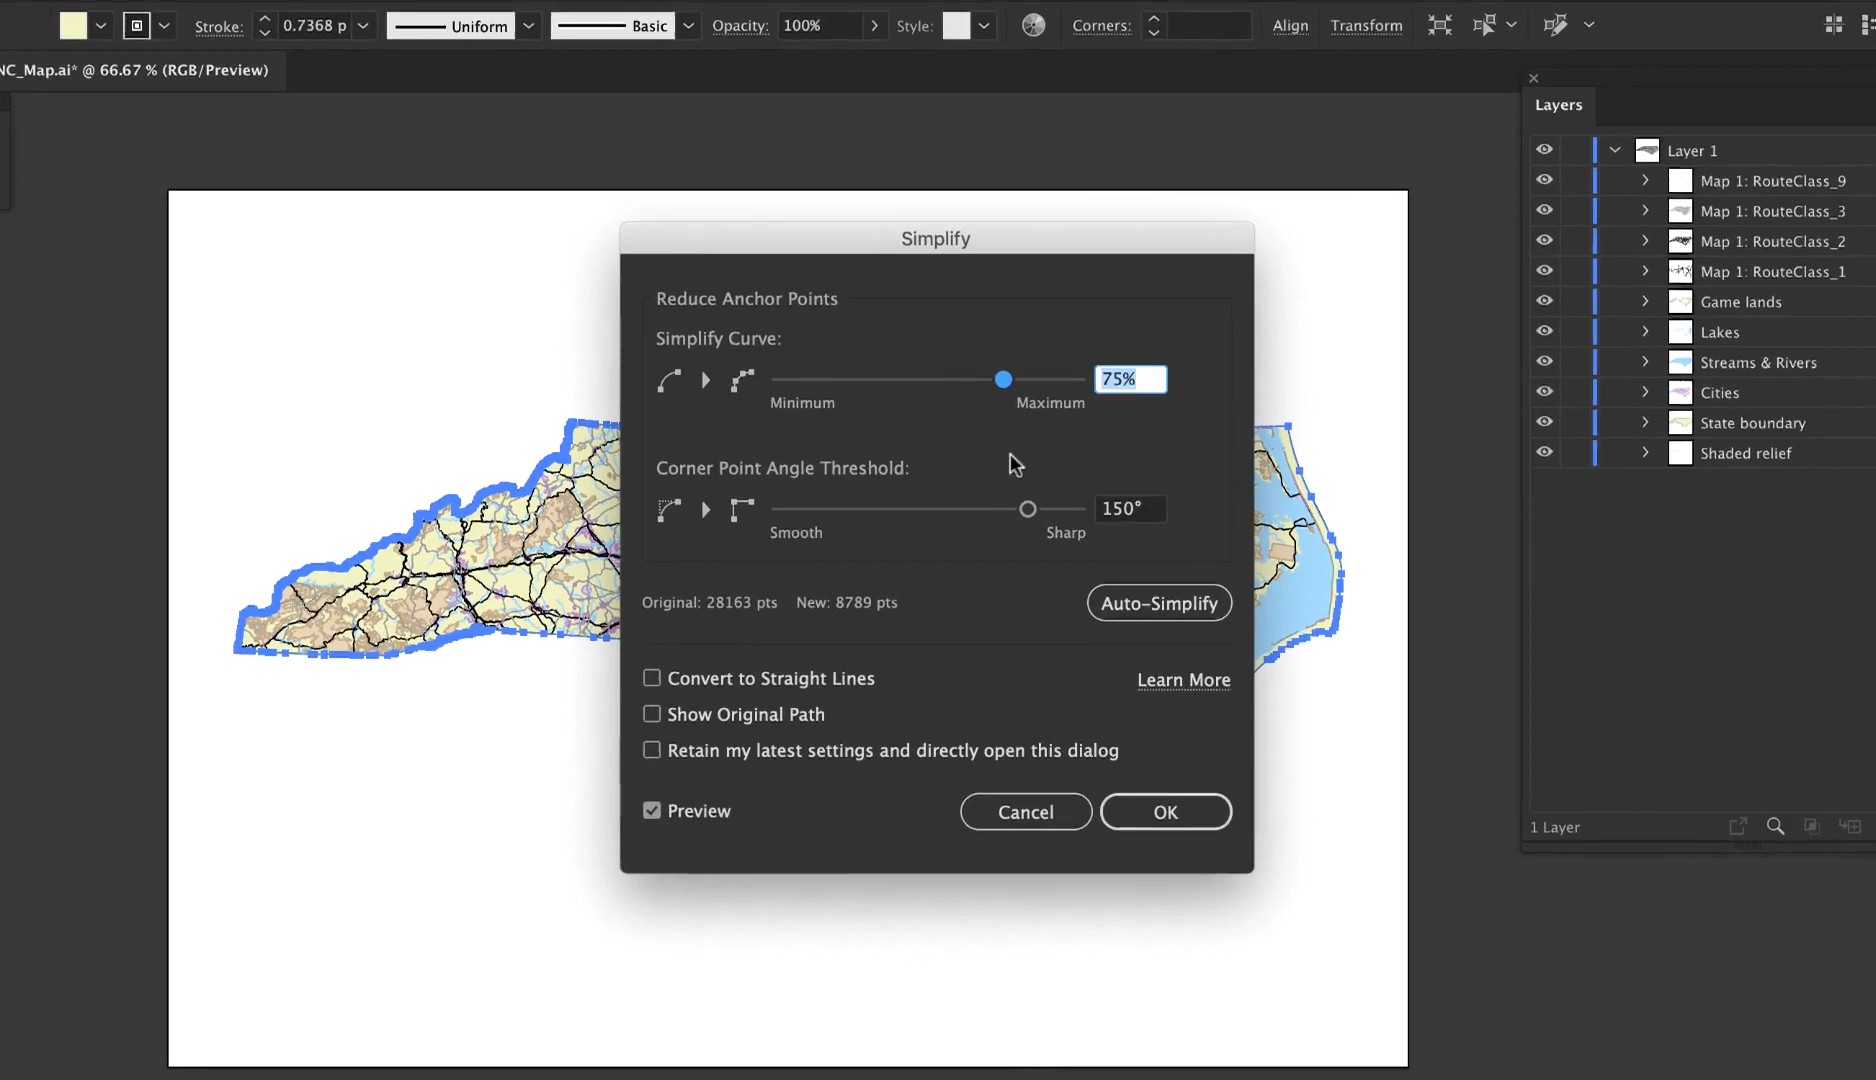 Stroke: 0.7368 p Uniform Basic Opacity: 100% Style: Corners: Align Transform
NC_Map.ai* @ 66.67 % (RGB/Preview)
Layers
Layer 1
Map 1: RouteClass_9
Map 1: RouteClass_3
Map 1: RouteClass_2
Map 1: RouteClass_1
Game lands
Lakes
Streams & Rivers
Cities
State boundary
Shaded relief
1 Layer
Simplify
Reduce Anchor Points
Simplify Curve:
75%
Minimum Maximum
Corner Point Angle Threshold:
150°
Smooth Sharp
Original: 28163 pts New: 8789 pts
Auto-Simplify
Convert to Straight Lines
Learn More
Show Original Path
Retain my latest settings and directly open this dialog
Preview
Cancel OK